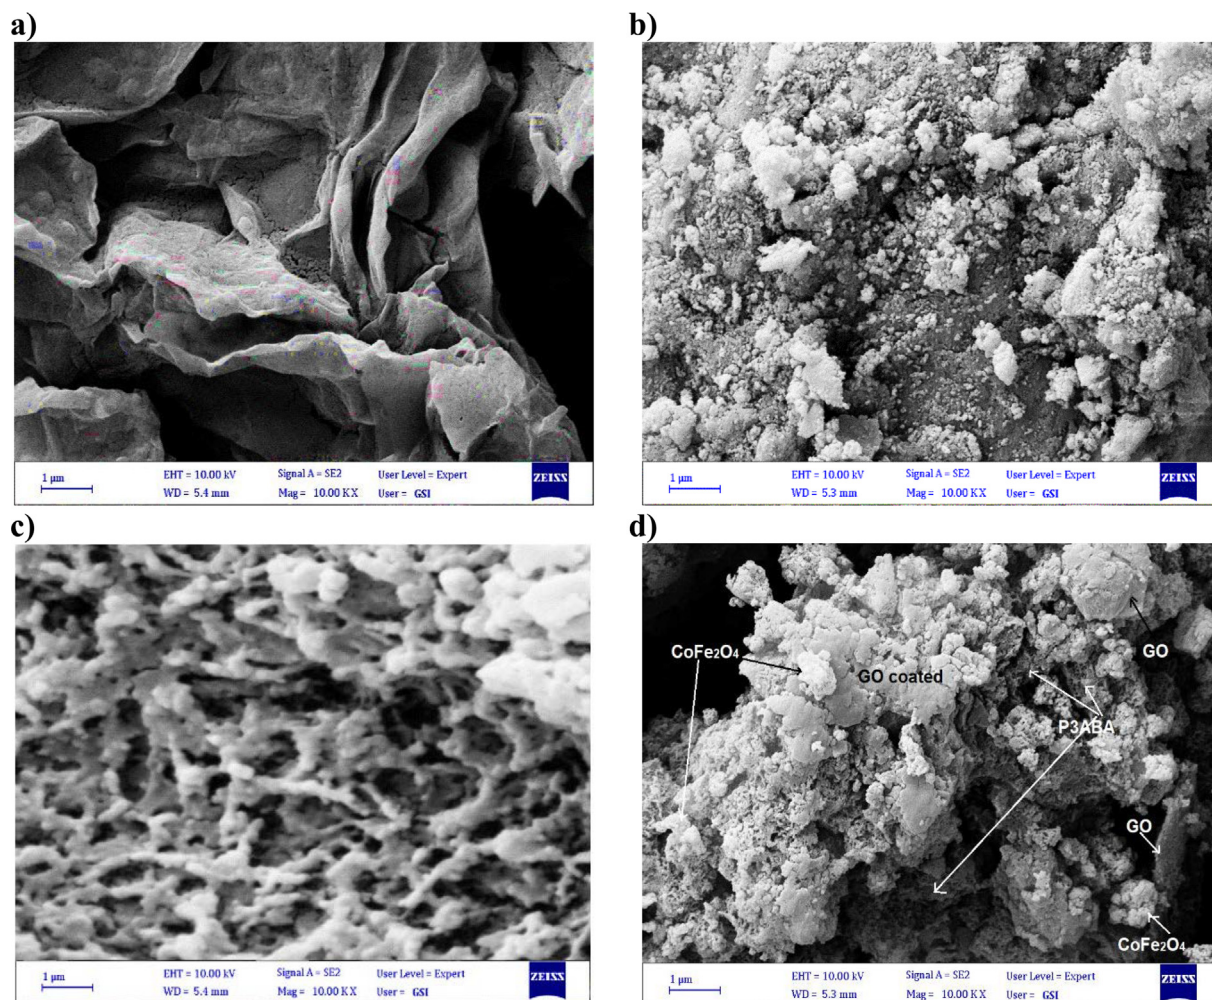 a)
b)
1 µm
EHT = 10.00 kV
Signal A = SE2
User Level = Expert
WD = 5.4 mm
Mag = 10.00 KX
User = GSI
ZEISS
1 µm
EHT = 10.00 kV
Signal A = SE2
User Level = Expert
WD = 5.3 mm
Mag = 10.00 KX
User = GSI
ZEISS
c)
d)
CoFe₂O₄
GO coated
GO
P3ABA
GO
CoFe₂O₄
1 µm
EHT = 10.00 kV
Signal A = SE2
User Level = Expert
WD = 5.4 mm
Mag = 10.00 KX
User = GSI
ZEISS
1 µm
EHT = 10.00 kV
Signal A = SE2
User Level = Expert
WD = 5.3 mm
Mag = 10.00 KX
User = GSI
ZEISS